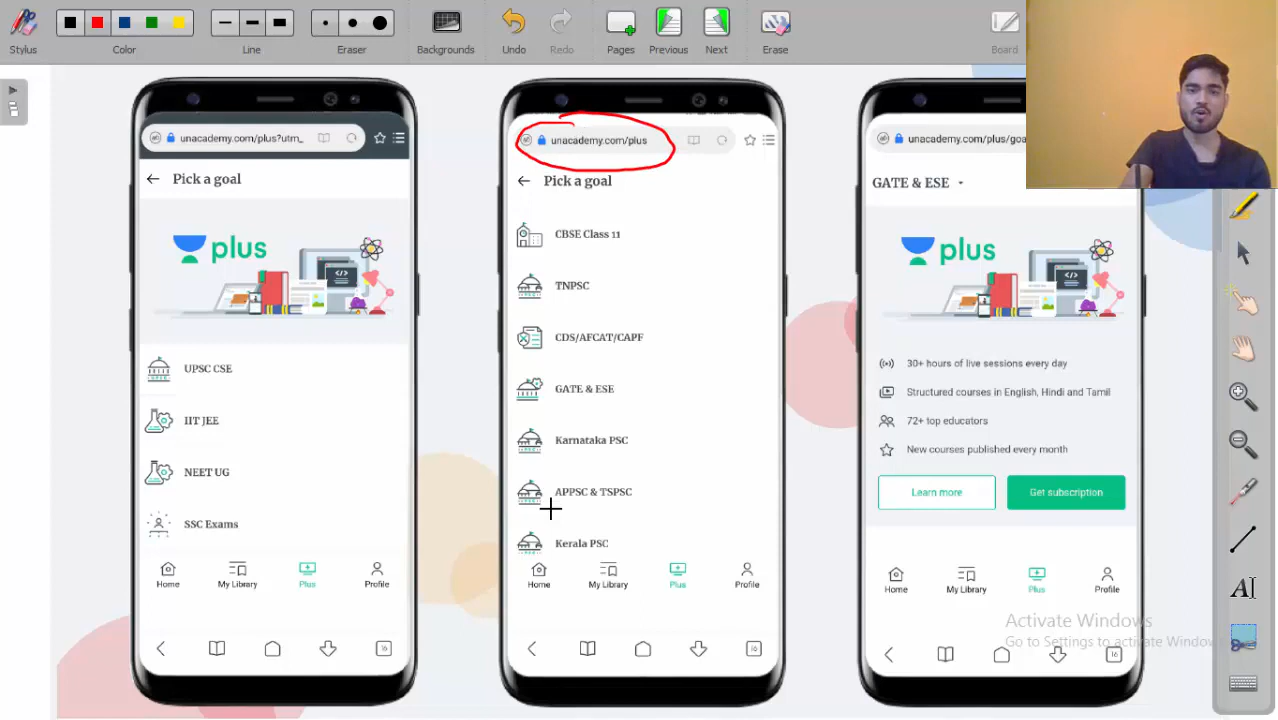 Stylus
Color
Line
Eraser
Backgrounds
Undo
Redo
Pages
Previous
Next
Erase
Board
unacademy.com/plus?utm_
Pick a goal
plus
UPSC CSE
IIT JEE
NEET UG
SSC Exams
Home My Library Plus Profile
16
unacademy.com/plus
Pick a goal
CBSE Class 11
TNPSC
CDS/AFCAT/CAPF
GATE & ESE
Karnataka PSC
APPSC & TSPSC
Kerala PSC
Home My Library Plus Profile
16
unacademy.com/plus/goa
GATE & ESE
plus
30+ hours of live sessions every day
Structured courses in English, Hindi and Tamil
72+ top educators
New courses published every month
Learn more Get subscription
Home My Library Plus Profile
16
Activate Windows
Go to Settings to activate Window
A